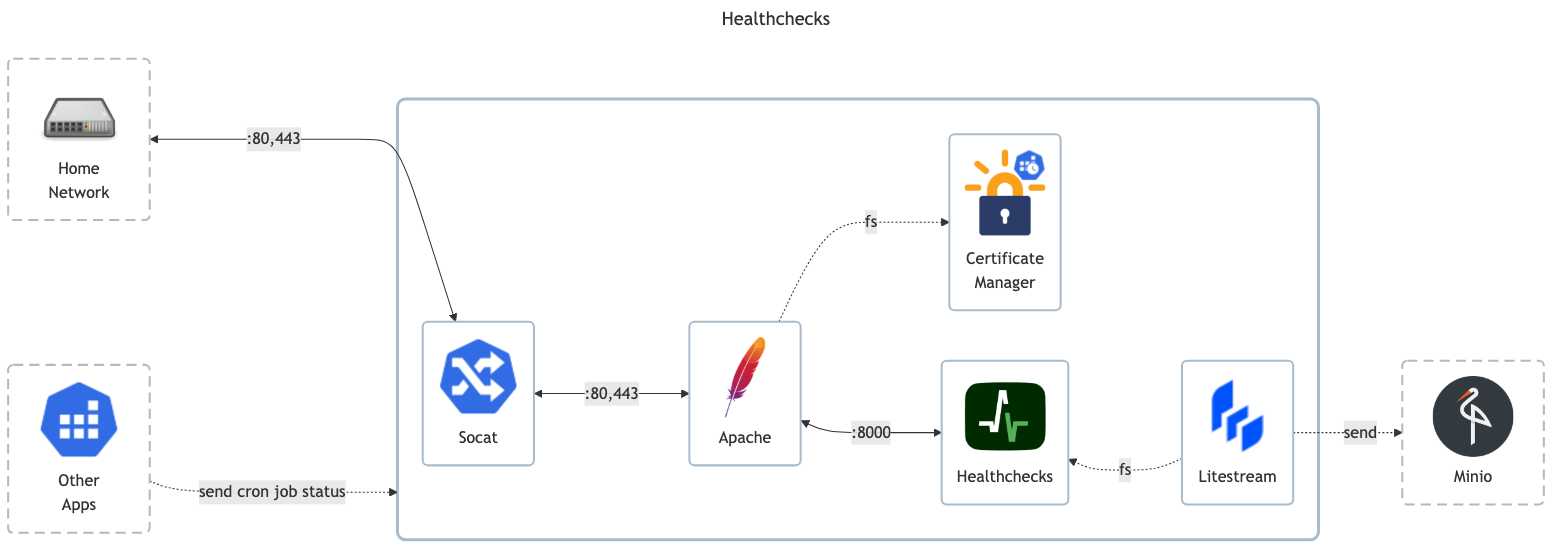 Healthchecks
Home
Network
:80,443
Certificate
Manager
fs
Socat
:80,443
Apache
:8000
Healthchecks
fs
Litestream
send
Minio
Other
Apps
send cron job status